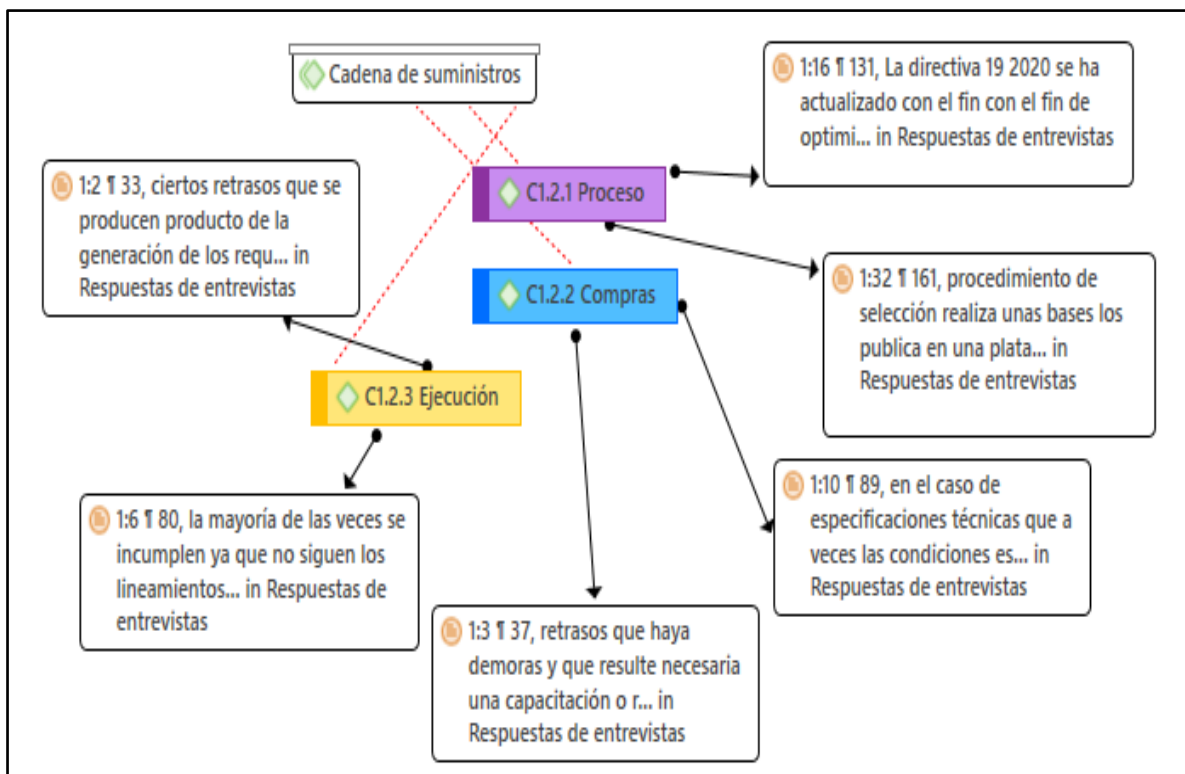 Cadena de suministros
1:16 ¶ 131, La directiva 19 2020 se ha
actualizado con el fin con el fin de
optimi... in Respuestas de entrevistas
1:2 ¶ 33, ciertos retrasos que se
producen producto de la
generación de los requ... in
Respuestas de entrevistas
C1.2.1 Proceso
C1.2.2 Compras
1:32 ¶ 161, procedimiento de
selección realiza unas bases los
publica en una plata... in
Respuestas de entrevistas
C1.2.3 Ejecución
1:6 ¶ 80, la mayoría de las veces se
incumplen ya que no siguen los
lineamientos... in Respuestas de
entrevistas
1:10 ¶ 89, en el caso de
especificaciones técnicas que a
veces las condiciones es... in
Respuestas de entrevistas
1:3 ¶ 37, retrasos que haya
demoras y que resulte necesaria
una capacitación o r... in
Respuestas de entrevistas